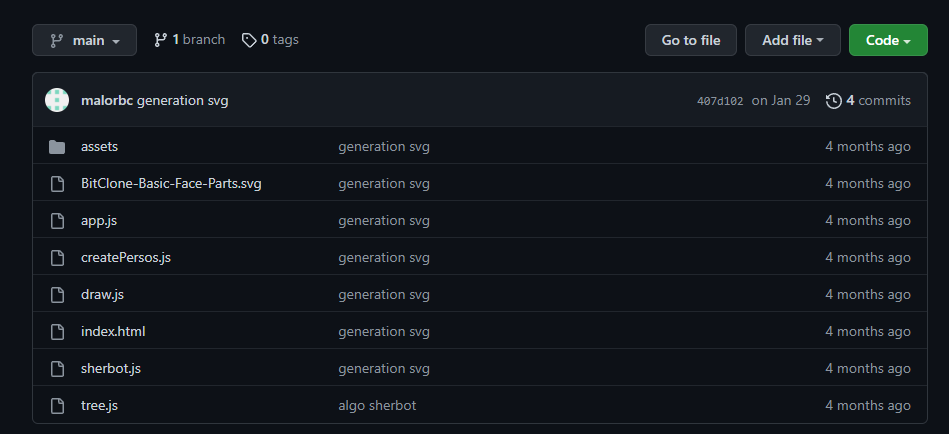 main 1 branch 0 tags Go to file Add file Code
malorbc generation svg 407d102 on Jan 29 4 commits
assets generation svg 4 months ago
BitClone-Basic-Face-Parts.svg generation svg 4 months ago
app.js generation svg 4 months ago
createPersos.js generation svg 4 months ago
draw.js generation svg 4 months ago
index.html generation svg 4 months ago
sherbot.js generation svg 4 months ago
tree.js algo sherbot 4 months ago